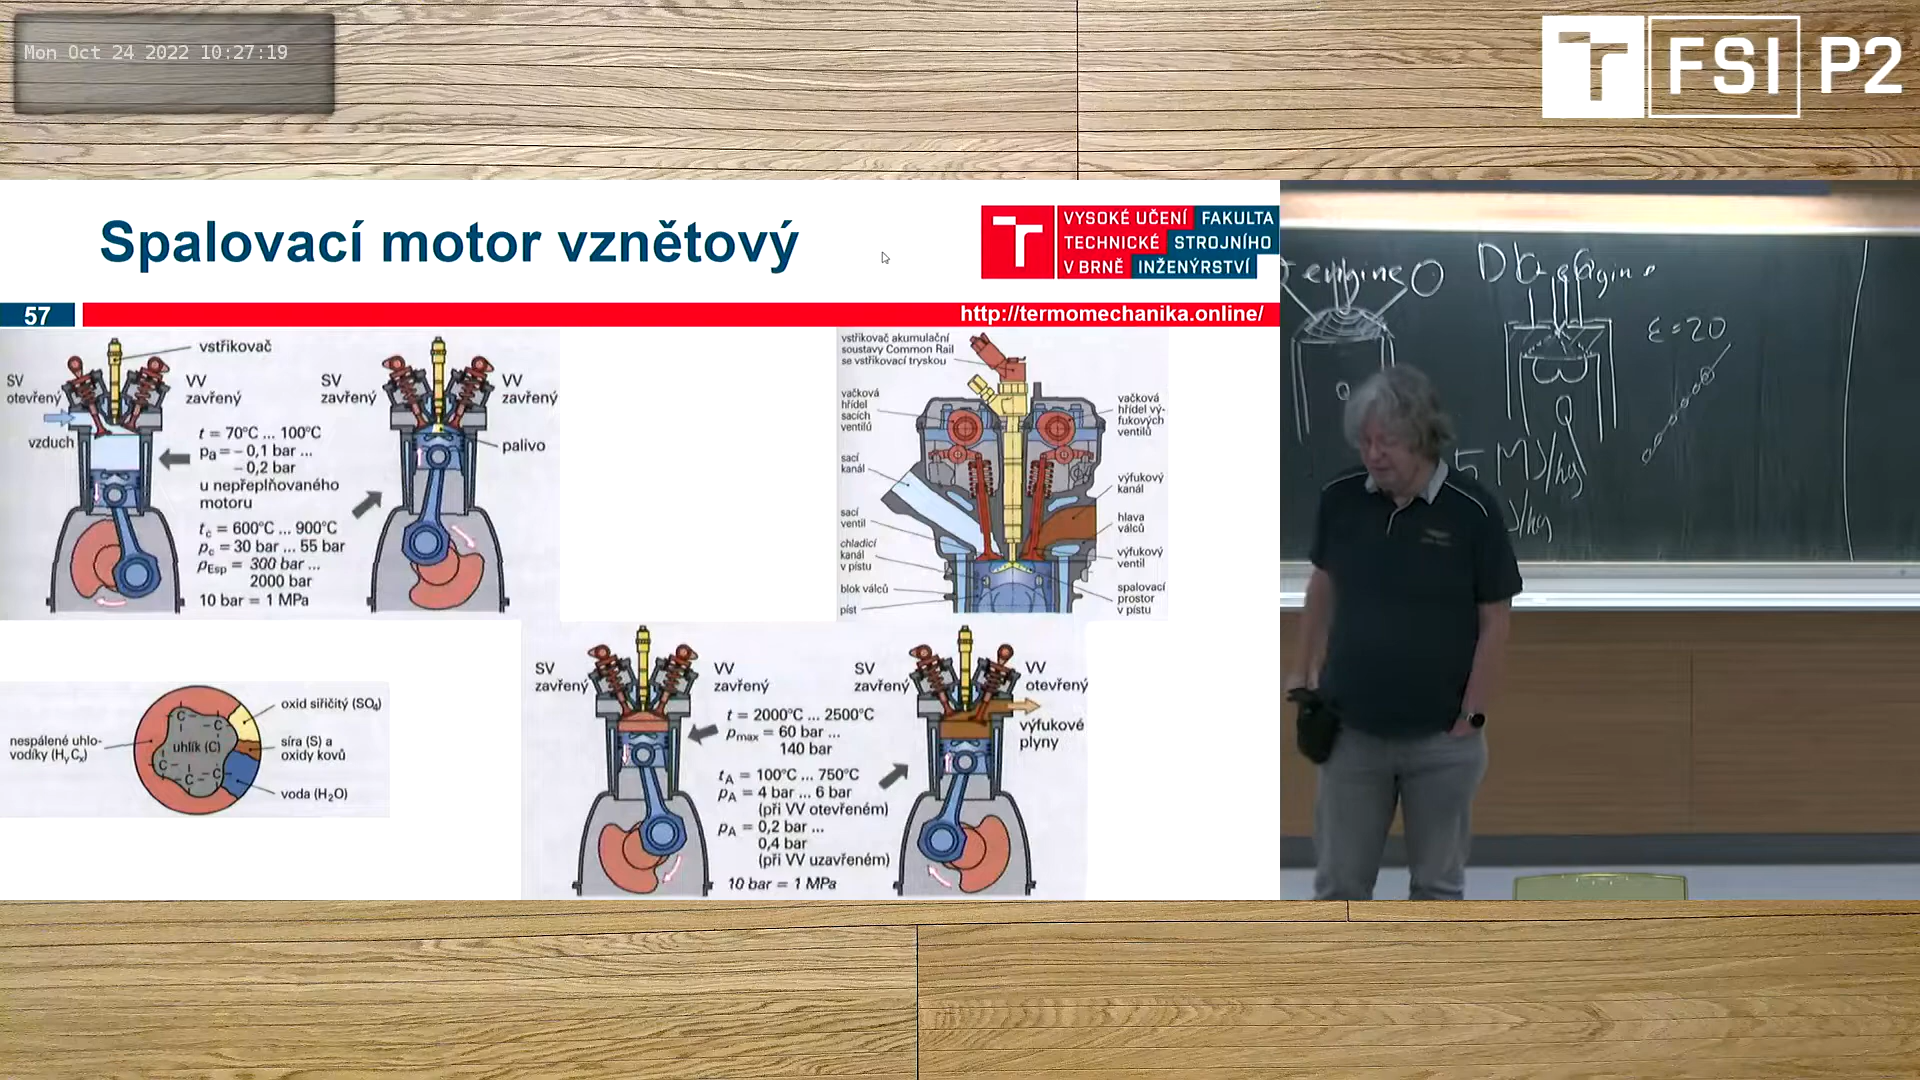 Mon Oct 24 2022 10:27:19
T FSI P2
Spalovací motor vznětový
VYSOKÉ UČENÍ FAKULTA
TECHNICKÉ STROJNÍHO
V BRNĚ INŽENÝRSTVÍ
57
http://termomechanika.online/
vstřikovač
SV
otevřený
VV
zavřený
vzduch
t = 70°C ... 100°C
pa = – 0,1 bar ...
– 0,2 bar
u nepřeplňovaného
motoru
tc = 600°C ... 900°C
pc = 30 bar ... 55 bar
pEsp = 300 bar ...
2000 bar
10 bar = 1 MPa
SV
zavřený
VV
zavřený
palivo
vstřikovač akumulační
soustavy Common Rail
se vstřikovací tryskou
vačková
hřídel
sacích
ventilů
sací
kanál
sací
ventil
chladicí
kanál
v pístu
blok válců
píst
vačková
hřídel vý-
fukových
ventilů
výfukový
kanál
hlava
válců
výfukový
ventil
spalovací
prostor
v pístu
nespálené uhlo-
vodíky (HyCx)
uhlík (C)
C
C
C
C
C
oxid siřičitý (SO4)
síra (S) a
oxidy kovů
voda (H2O)
SV
zavřený
VV
zavřený
t = 2000°C ... 2500°C
pmax = 60 bar ...
140 bar
tA = 100°C ... 750°C
pA = 4 bar ... 6 bar
(při VV otevřeném)
pA = 0,2 bar ...
0,4 bar
(při VV uzavřeném)
10 bar = 1 MPa
SV
zavřený
VV
otevřený
výfukové
plyny
engine
ε = 20
Q
Q
5 MJ/kg
J/kg